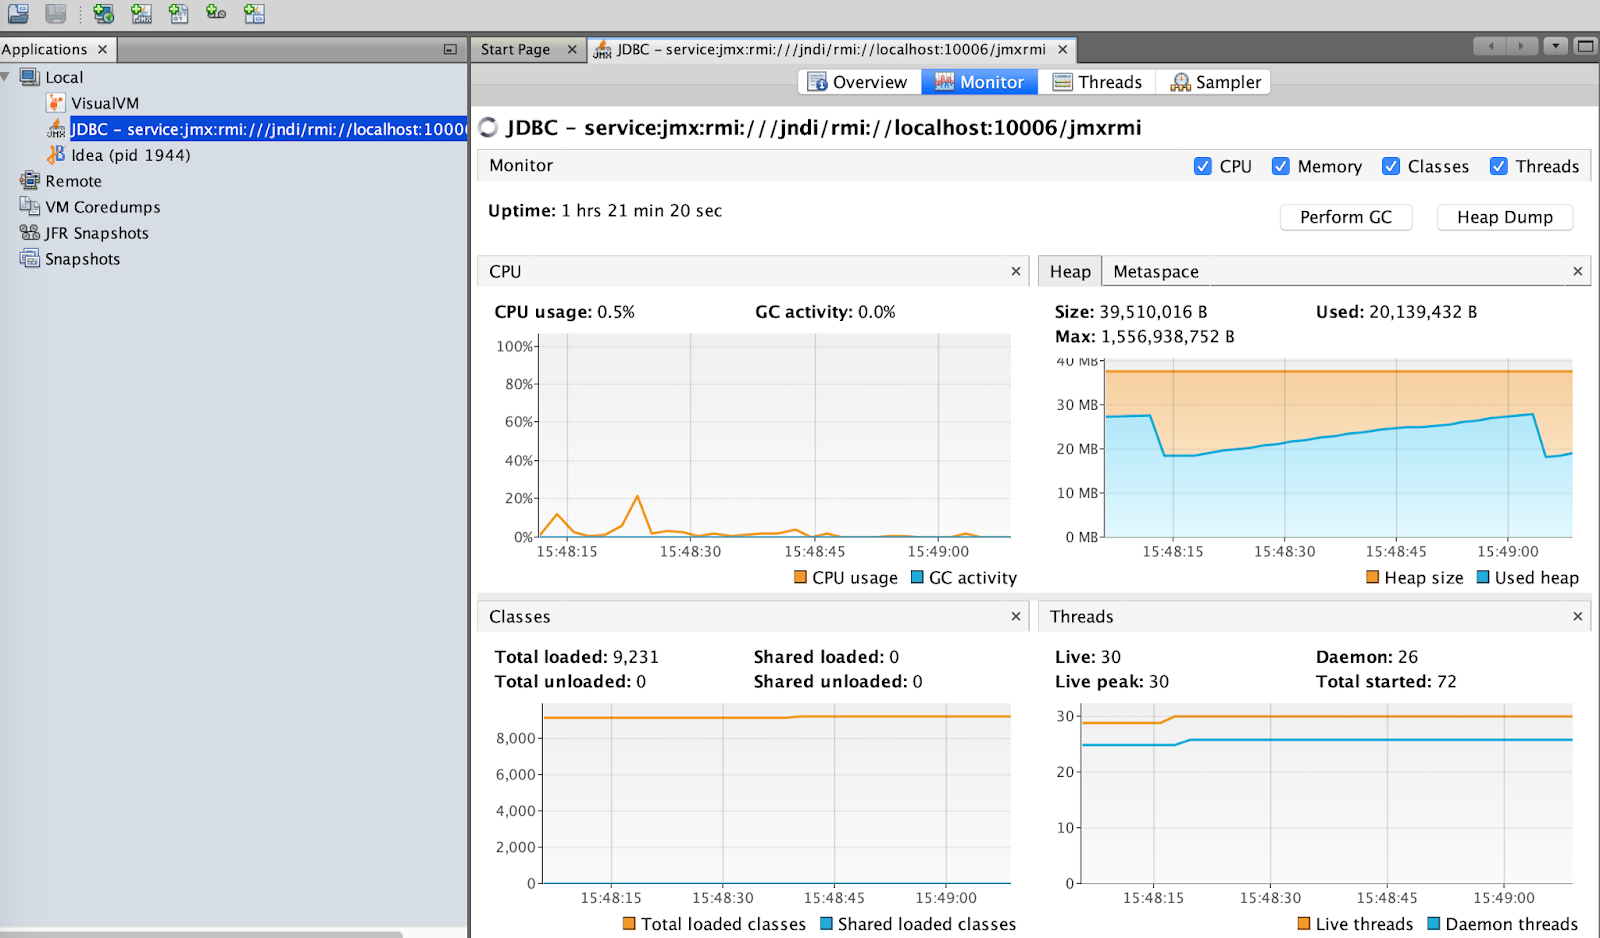 Applications
Start Page
JDBC – service:jmx:rmi:///jndi/rmi://localhost:10006/jmxrmi
Local
VisualVM
JDBC – service:jmx:rmi:///jndi/rmi://localhost:1000
Idea (pid 1944)
Remote
VM Coredumps
JFR Snapshots
Snapshots
Overview
Monitor
Threads
Sampler
JDBC – service:jmx:rmi:///jndi/rmi://localhost:10006/jmxrmi
Monitor
CPU
Memory
Classes
Threads
Uptime: 1 hrs 21 min 20 sec
Perform GC
Heap Dump
CPU
CPU usage: 0.5%
GC activity: 0.0%
100%
80%
60%
40%
20%
0%
15:48:15
15:48:30
15:48:45
15:49:00
CPU usage
GC activity
Heap
Metaspace
Size: 39,510,016 B
Used: 20,139,432 B
Max: 1,556,938,752 B
40 MB
30 MB
20 MB
10 MB
0 MB
15:48:15
15:48:30
15:48:45
15:49:00
Heap size
Used heap
Classes
Total loaded: 9,231
Shared loaded: 0
Total unloaded: 0
Shared unloaded: 0
8,000
6,000
4,000
2,000
0
15:48:15
15:48:30
15:48:45
15:49:00
Total loaded classes
Shared loaded classes
Threads
Live: 30
Daemon: 26
Live peak: 30
Total started: 72
30
20
10
0
15:48:15
15:48:30
15:48:45
15:49:00
Live threads
Daemon threads